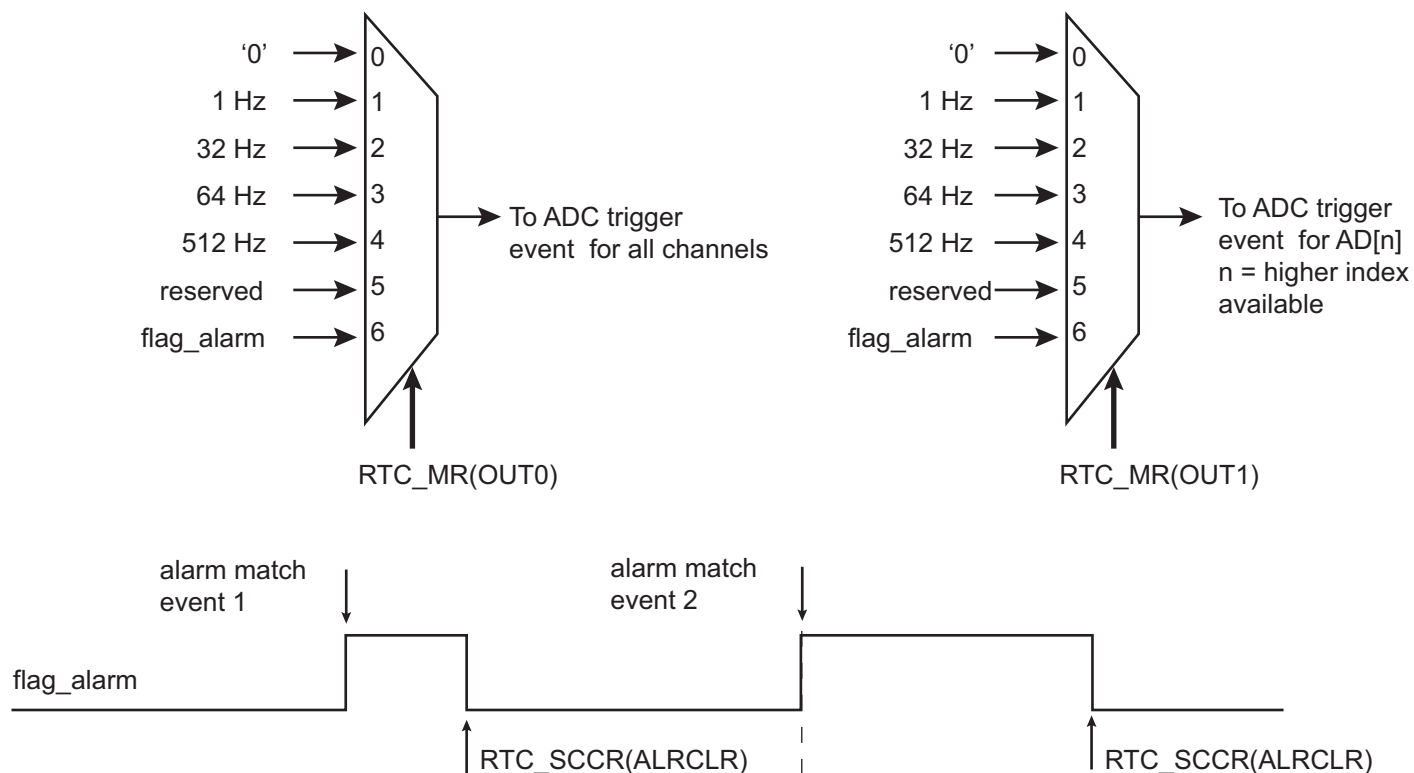 ‘0’
1 Hz
32 Hz
64 Hz
512 Hz
reserved
flag_alarm
0
1
2
3
4
5
6
To ADC trigger
event for all channels
RTC_MR(OUT0)
‘0’
1 Hz
32 Hz
64 Hz
512 Hz
reserved
flag_alarm
0
1
2
3
4
5
6
To ADC trigger
event for AD[n]
n = higher index
available
RTC_MR(OUT1)
alarm match
event 1
alarm match
event 2
flag_alarm
RTC_SCCR(ALRCLR)
RTC_SCCR(ALRCLR)